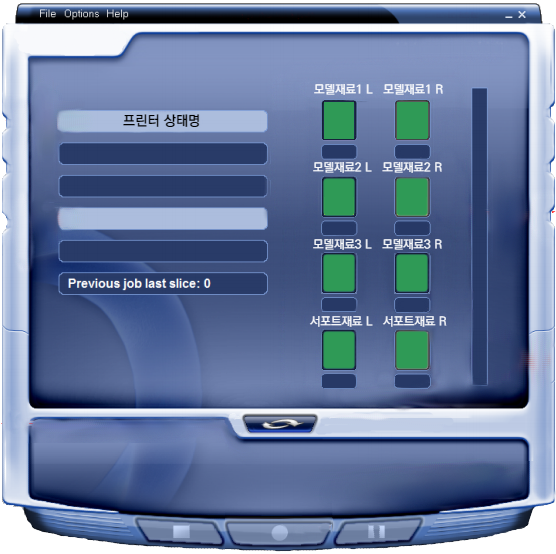 File Options Help
모델재료1 L 모델재료1 R
프린터 상태명
모델재료2 L 모델재료2 R
모델재료3 L 모델재료3 R
Previous job last slice: 0
서포트재료 L 서포트재료 R